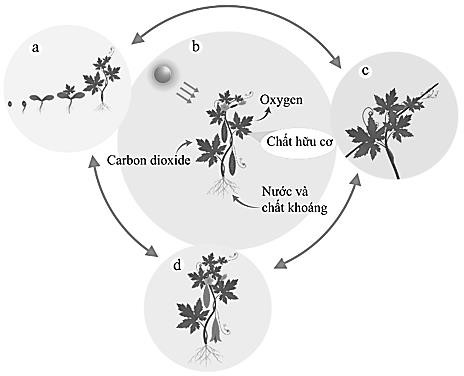 a
b
c
Oxygen
Chất hữu cơ
Carbon dioxide
Nước và
chất khoáng
d